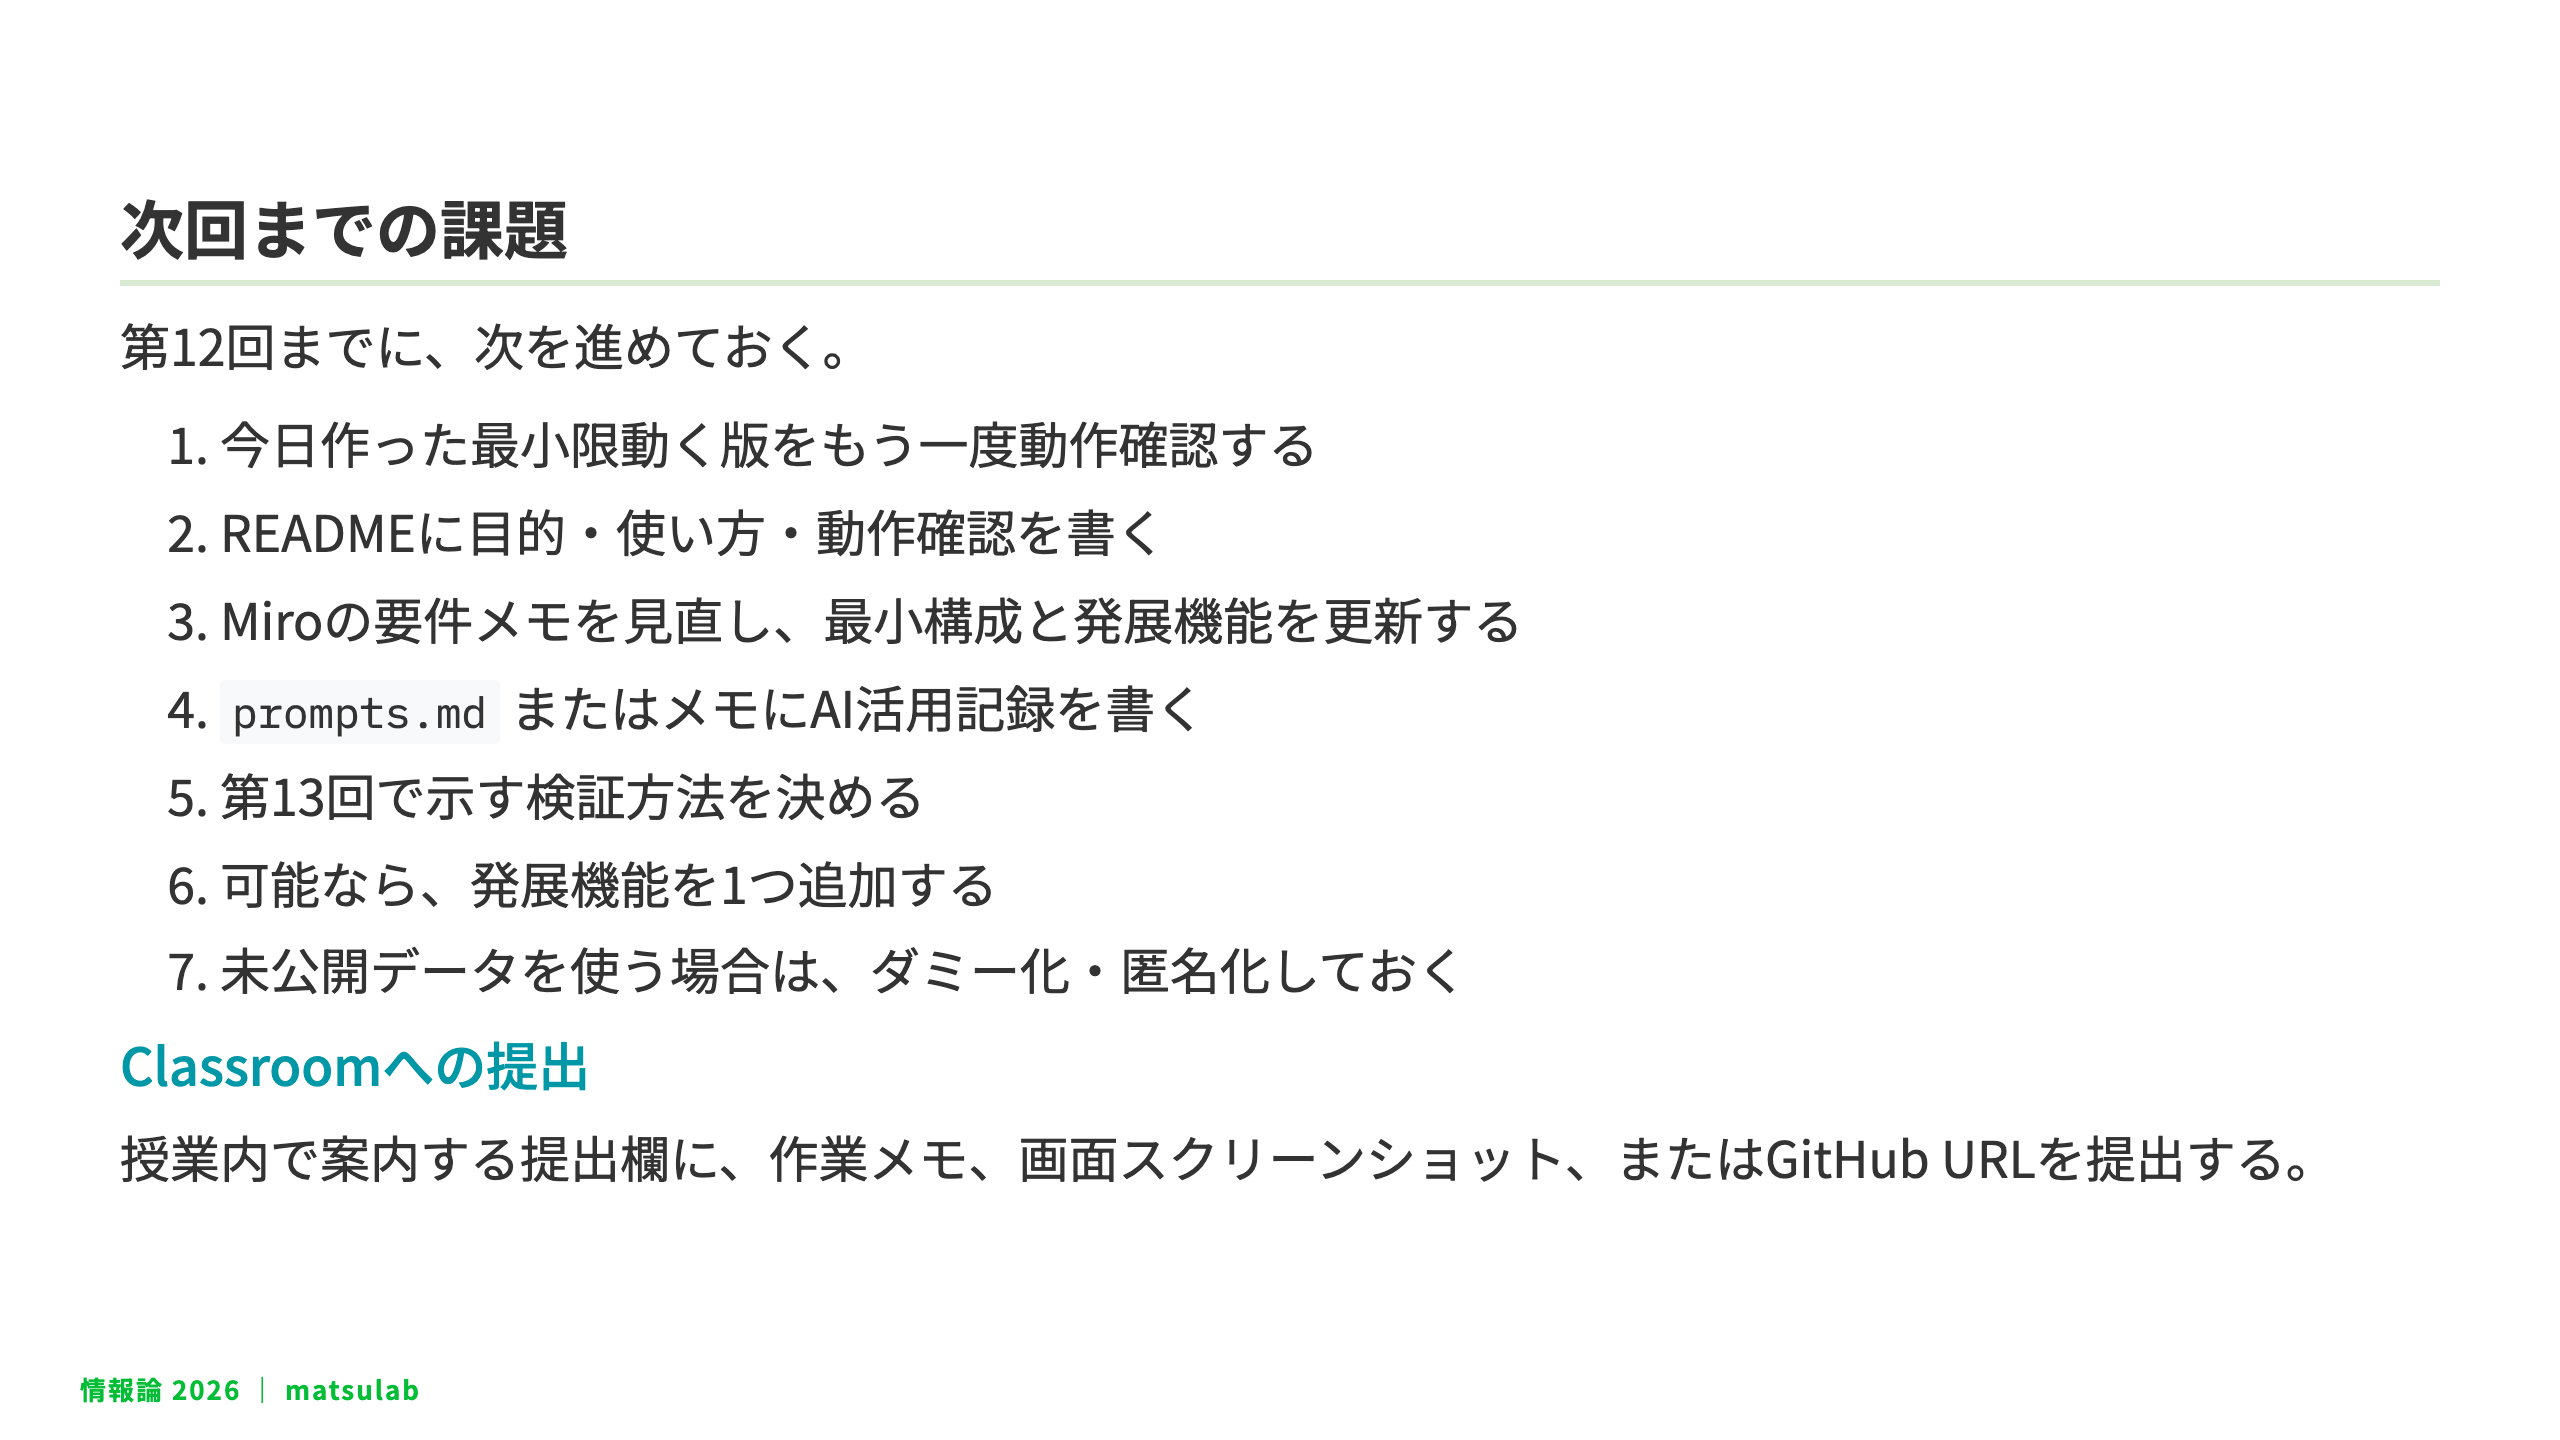 次回までの課題
第12回までに、次を進めておく。
1. 今日作った最小限動く版をもう一度動作確認する
2. READMEに目的・使い方・動作確認を書く
3. Miroの要件メモを見直し、最小構成と発展機能を更新する
4. prompts.md またはメモにAI活用記録を書く
5. 第13回で示す検証方法を決める
6. 可能なら、発展機能を1つ追加する
7. 未公開データを使う場合は、ダミー化・匿名化しておく
Classroomへの提出
授業内で案内する提出欄に、作業メモ、画面スクリーンショット、またはGitHub URLを提出する。
情報論 2026 ｜ matsulab